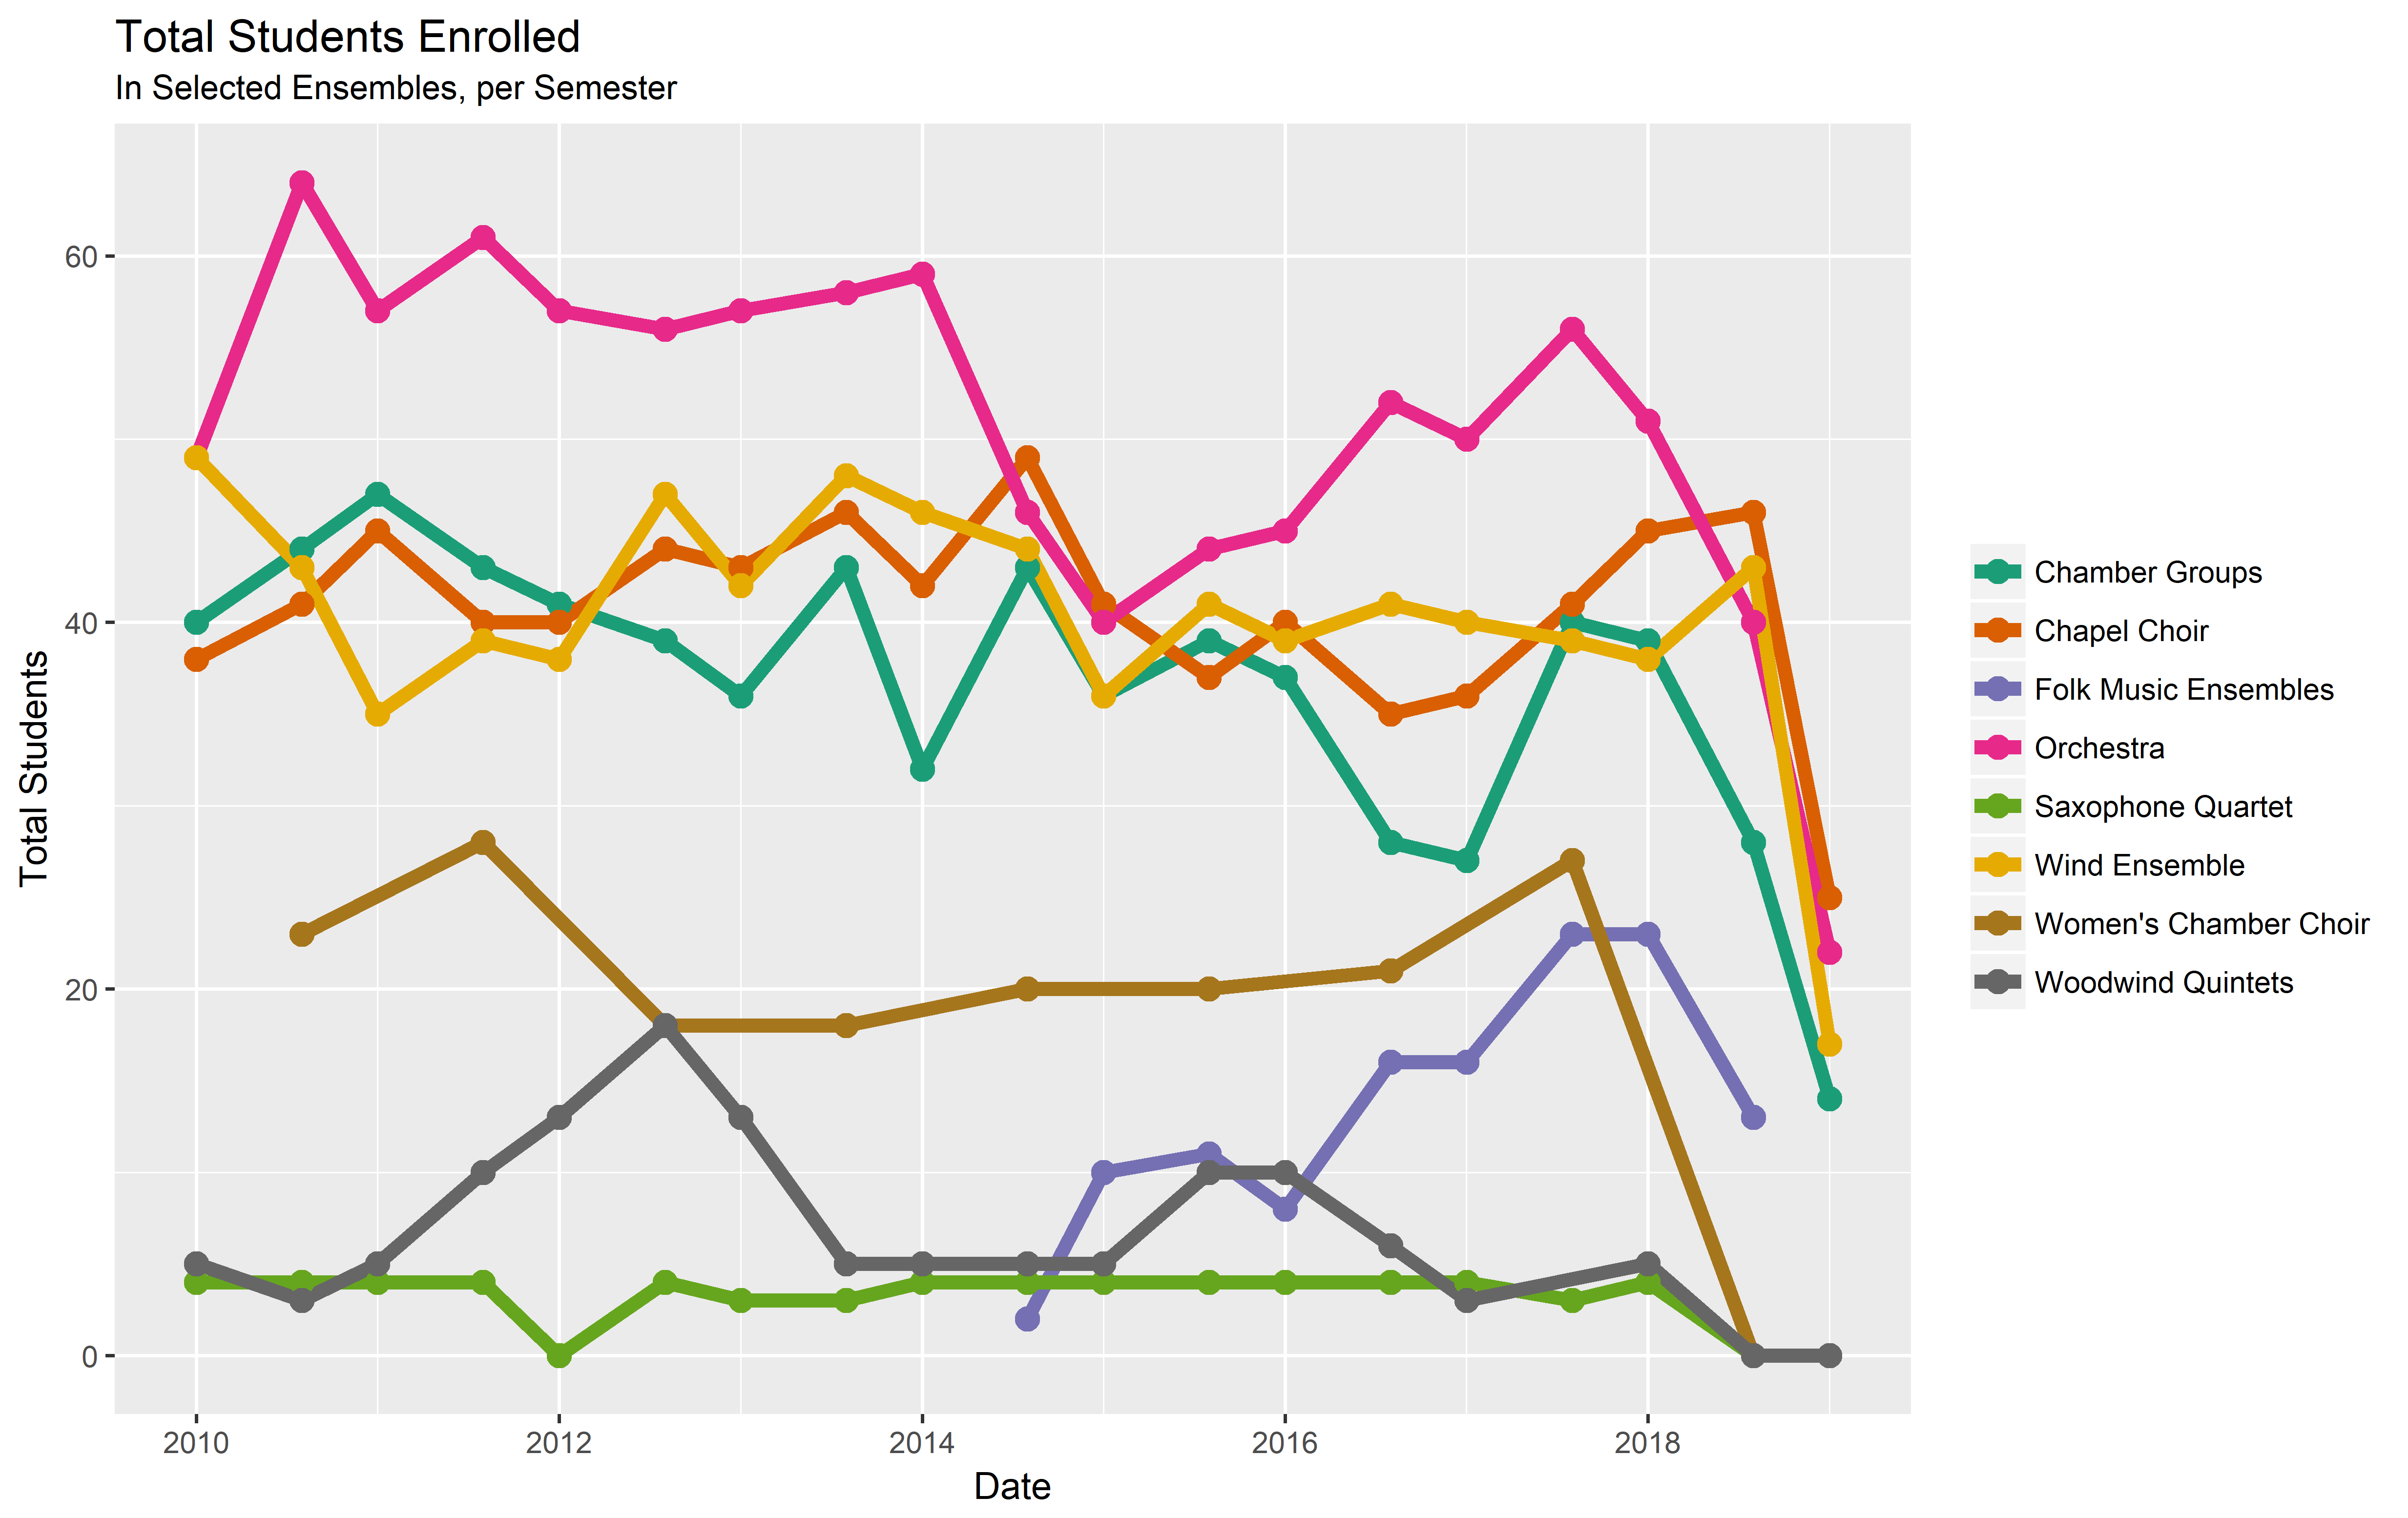 Total Students Enrolled
In Selected Ensembles, per Semester
Total Students
60
40
20
0
2010
2012
2014
2016
2018
Date
Chamber Groups
Chapel Choir
Folk Music Ensembles
Orchestra
Saxophone Quartet
Wind Ensemble
Women's Chamber Choir
Woodwind Quintets